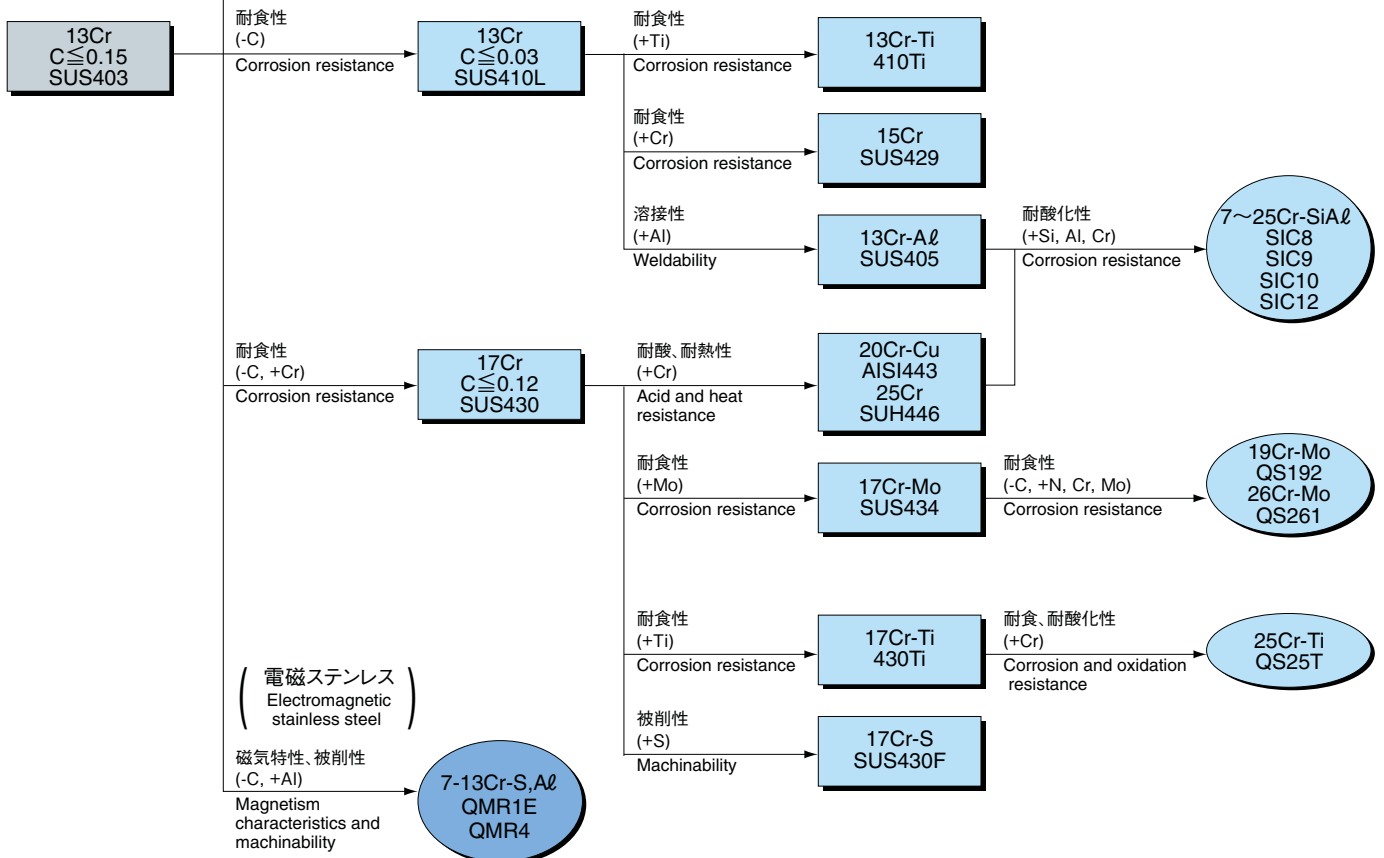 13Cr
C≦0.15
SUS403
耐食性
(-C)
Corrosion resistance
13Cr
C≦0.03
SUS410L
耐食性
(+Ti)
Corrosion resistance
13Cr-Ti
410Ti
耐食性
(+Cr)
Corrosion resistance
15Cr
SUS429
溶接性
(+Al)
Weldability
13Cr-Aℓ
SUS405
耐酸化性
(+Si, Al, Cr)
Corrosion resistance
7〜25Cr-SiAℓ
SIC8
SIC9
SIC10
SIC12
耐食性
(-C, +Cr)
Corrosion resistance
17Cr
C≦0.12
SUS430
耐酸、耐熱性
(+Cr)
Acid and heat
resistance
20Cr-Cu
AISI443
25Cr
SUH446
耐食性
(+Mo)
Corrosion resistance
17Cr-Mo
SUS434
耐食性
(-C, +N, Cr, Mo)
Corrosion resistance
19Cr-Mo
QS192
26Cr-Mo
QS261
耐食性
(+Ti)
Corrosion resistance
17Cr-Ti
430Ti
耐食、耐酸化性
(+Cr)
Corrosion and oxidation
resistance
25Cr-Ti
QS25T
被削性
(+S)
Machinability
17Cr-S
SUS430F
(電磁ステンレス
Electromagnetic
stainless steel)
磁気特性、被削性
(-C, +Al)
Magnetism
characteristics and
machinability
7-13Cr-S,Aℓ
QMR1E
QMR4